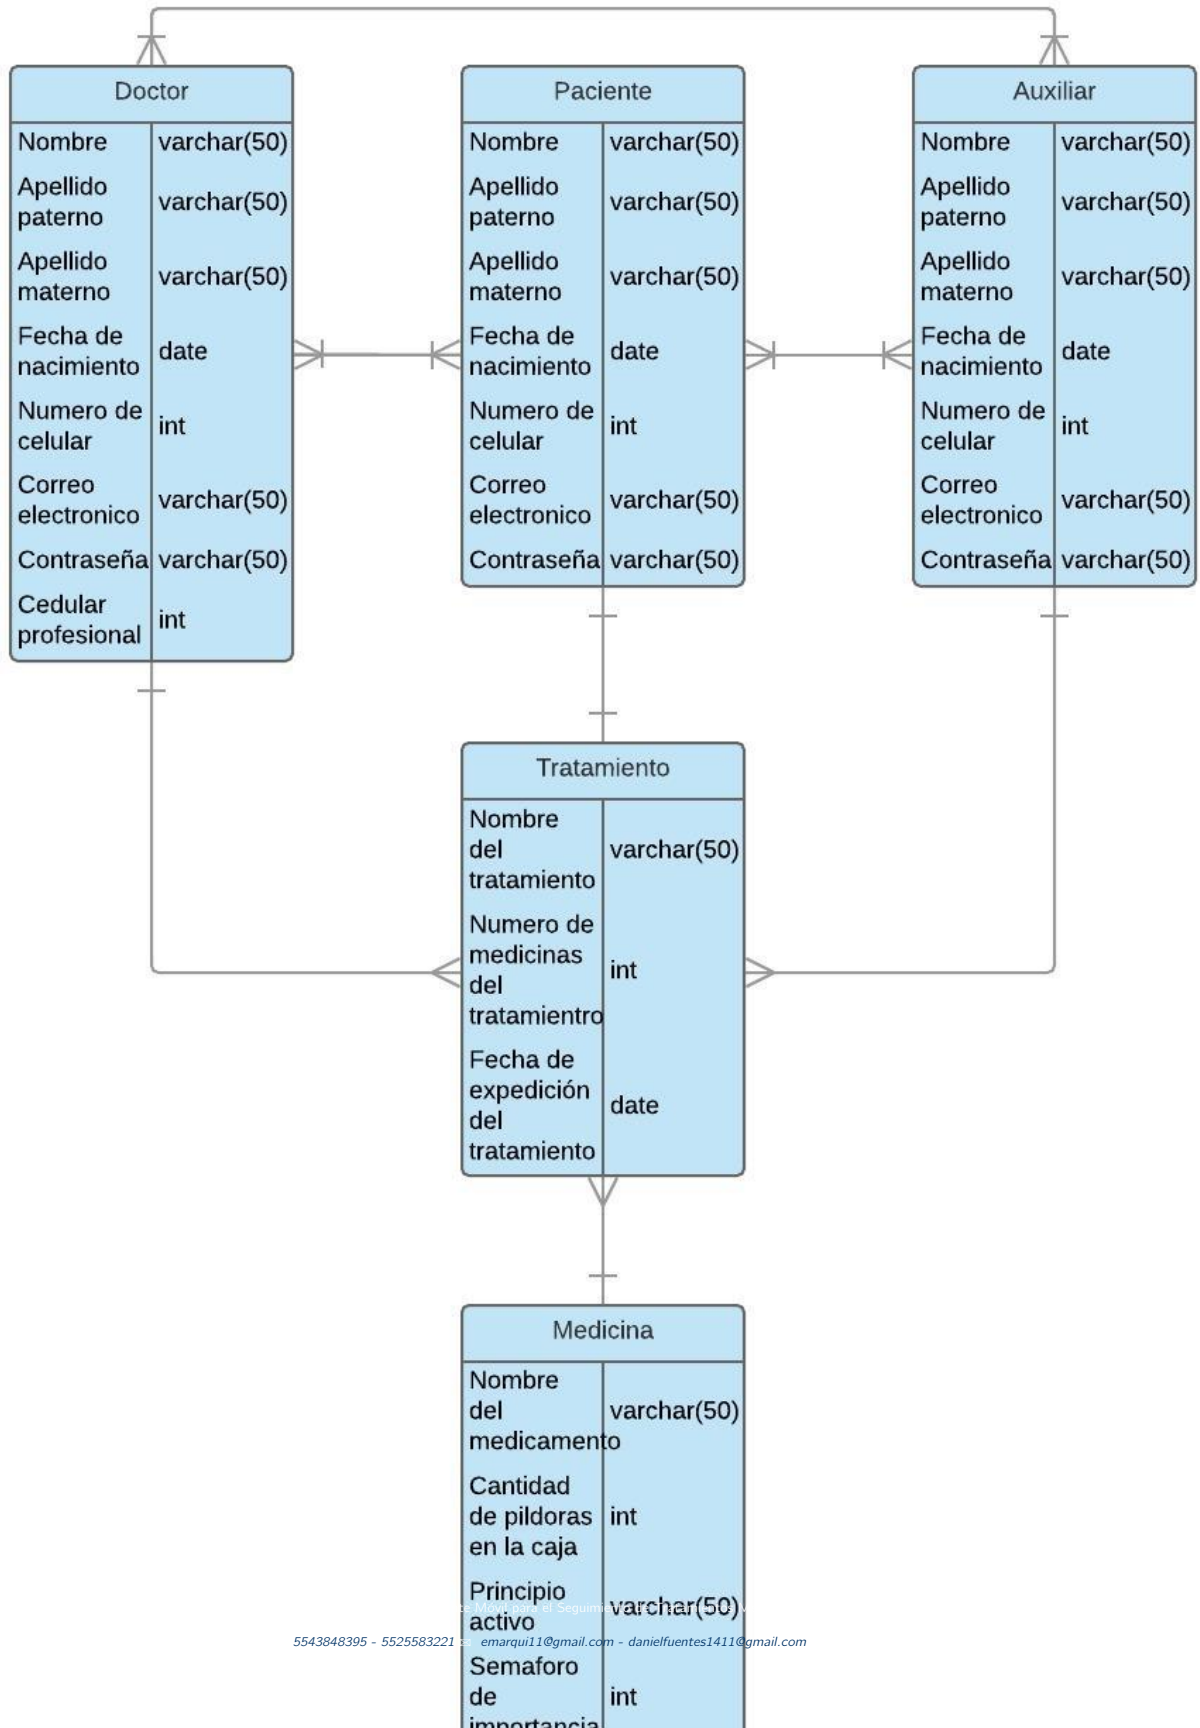 Doctor
Nombre varchar(50)
Apellido
paterno varchar(50)
Apellido
materno varchar(50)
Fecha de
nacimiento date
Numero de
celular int
Correo
electronico varchar(50)
Contraseña varchar(50)
Cedular
profesional int
Paciente
Nombre varchar(50)
Apellido
paterno varchar(50)
Apellido
materno varchar(50)
Fecha de
nacimiento date
Numero de
celular int
Correo
electronico varchar(50)
Contraseña varchar(50)
Auxiliar
Nombre varchar(50)
Apellido
paterno varchar(50)
Apellido
materno varchar(50)
Fecha de
nacimiento date
Numero de
celular int
Correo
electronico varchar(50)
Contraseña varchar(50)
Tratamiento
Nombre
del varchar(50)
tratamiento
Numero de
medicinas
del int
tratamientro
Fecha de
expedición
del date
tratamiento
Medicina
Nombre
del varchar(50)
medicamento
Cantidad
de pildoras int
en la caja
Principio
activo varchar(50)
Móvil para el Seguimiento de
5543848395 - 5525583221 emarqui11@gmail.com - danielfuentes1411@gmail.com
Semaforo
de int
importancia